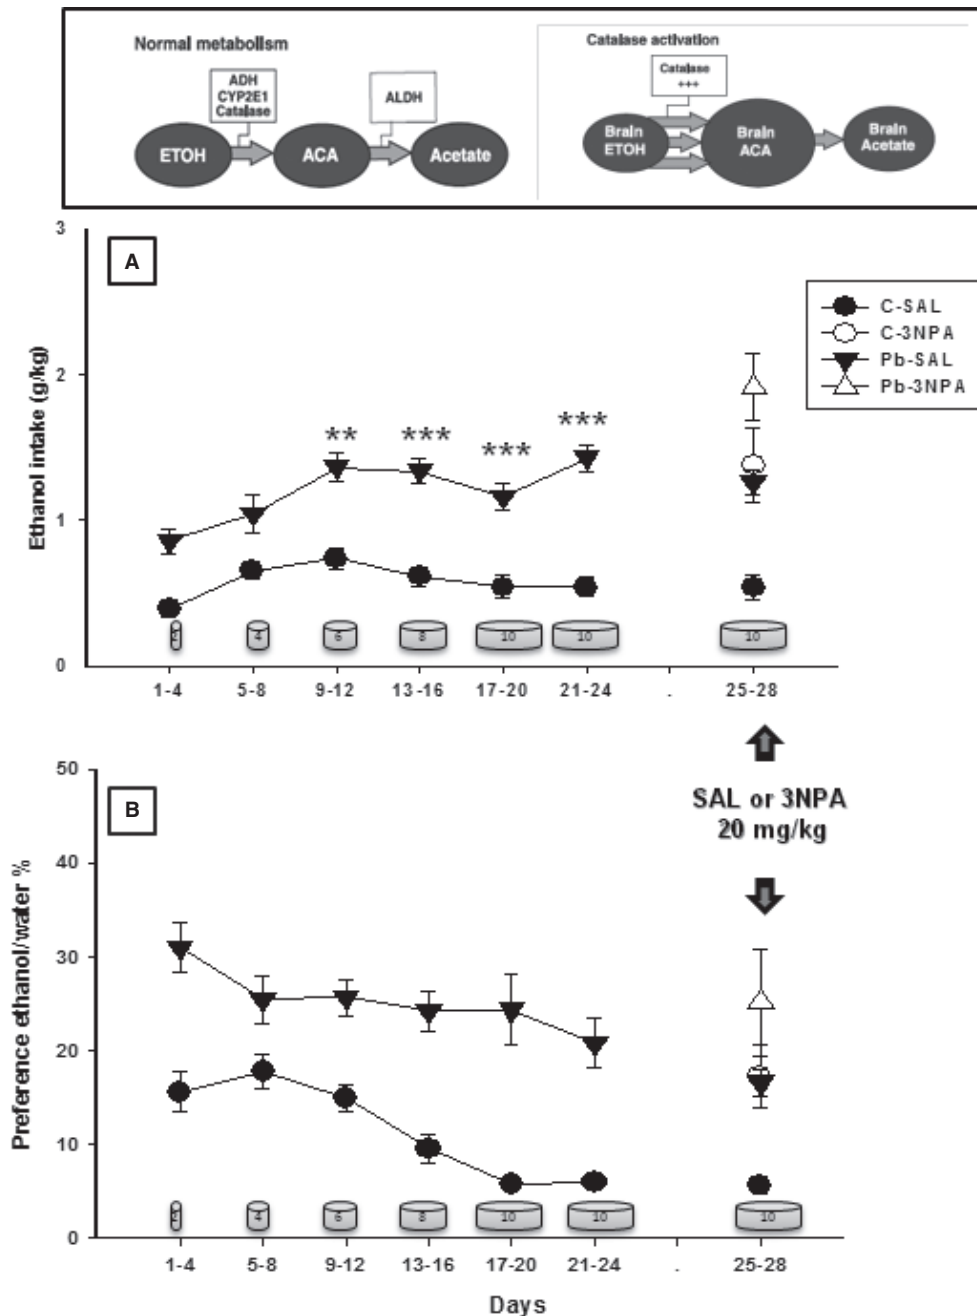 Normal metabolism
ADH
CYP2E1
Catalase
ALDH
ETOH
ACA
Acetate
Catalase activation
Catalase
+++
Brain
ETOH
Brain
ACA
Brain
Acetate
A
3
2
1
0
Ethanol intake (g/kg)
C-SAL
C-3NPA
Pb-SAL
Pb-3NPA
** *** *** ***
2 4 6 8 10 10 10
1-4 5-8 9-12 13-16 17-20 21-24 . 25-28
SAL or 3NPA
20 mg/kg
B
50
40
30
20
10
0
Preference ethanol/water %
2 4 6 8 10 10 10
1-4 5-8 9-12 13-16 17-20 21-24 . 25-28
Days